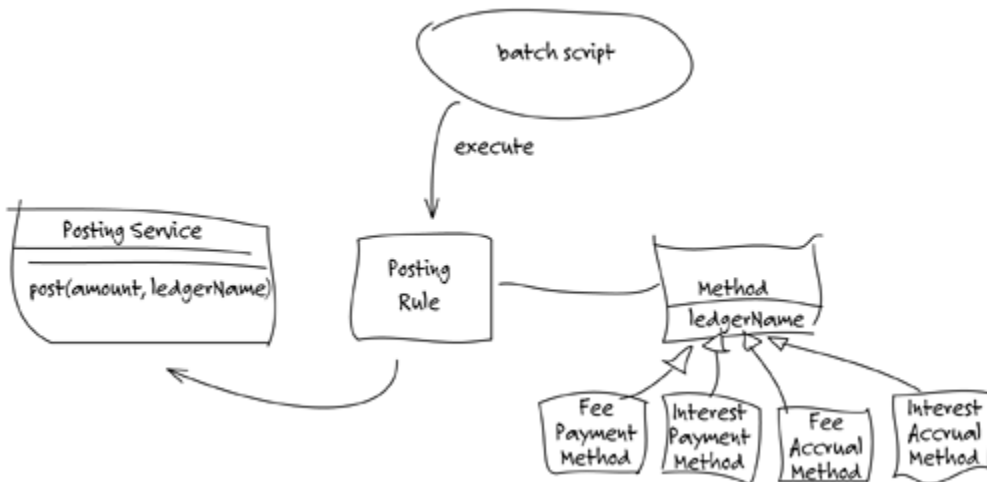 batch script
execute
Posting Service
post(amount, ledgerName)
Posting
Rule
Method
ledgerName
Fee
Payment
Method
Interest
Payment
Method
Fee
Accrual
Method
Interest
Accrual
Method